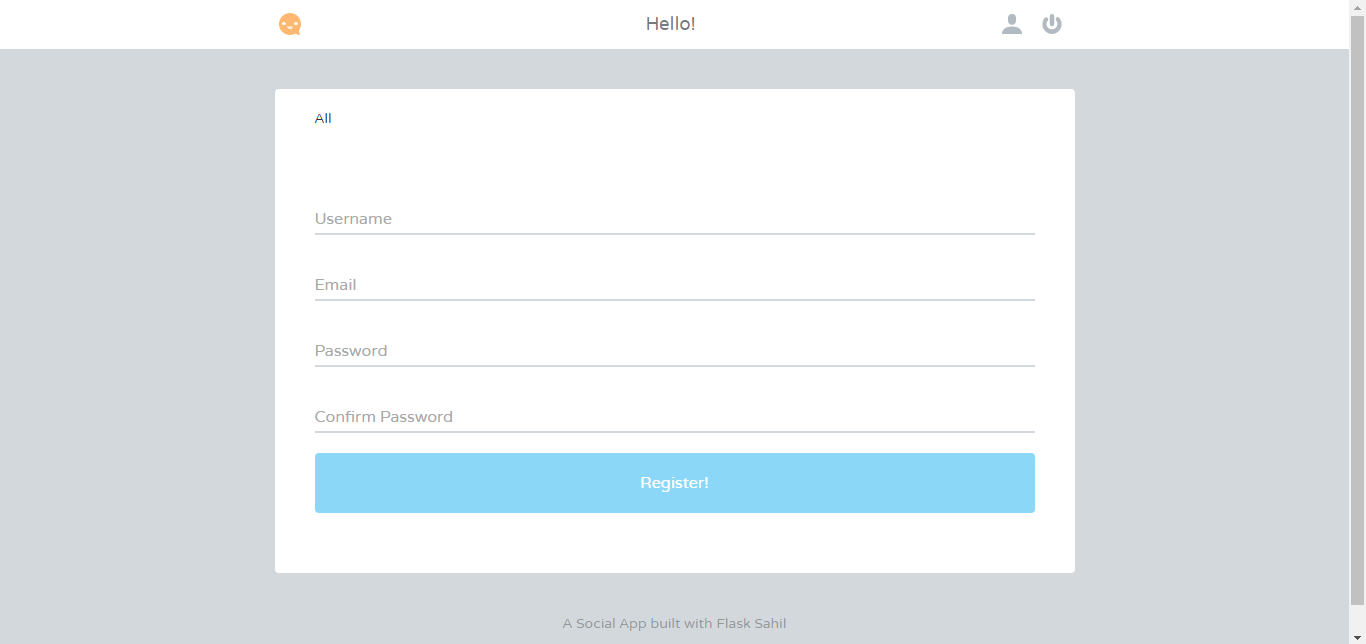 Hello!
All
Username
Email
Password
Confirm Password
Register!
A Social App built with Flask Sahil